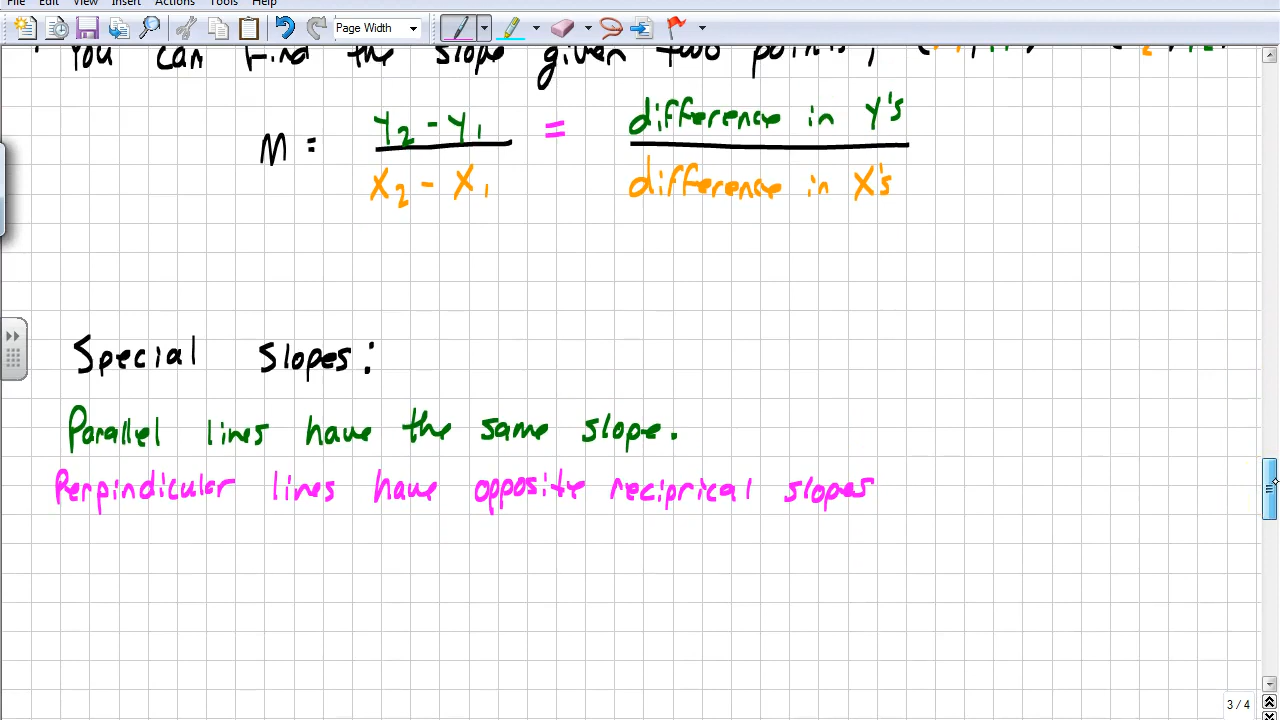 File Edit View Insert Actions Tools Help
Page Width
You can find the slope given two points,
M = Y2 - Y1 / X2 - X1 = difference in Y's / difference in X's
Special Slopes:
Parallel lines have the same slope.
Perpindicular lines have opposite reciprical slopes
3 / 4